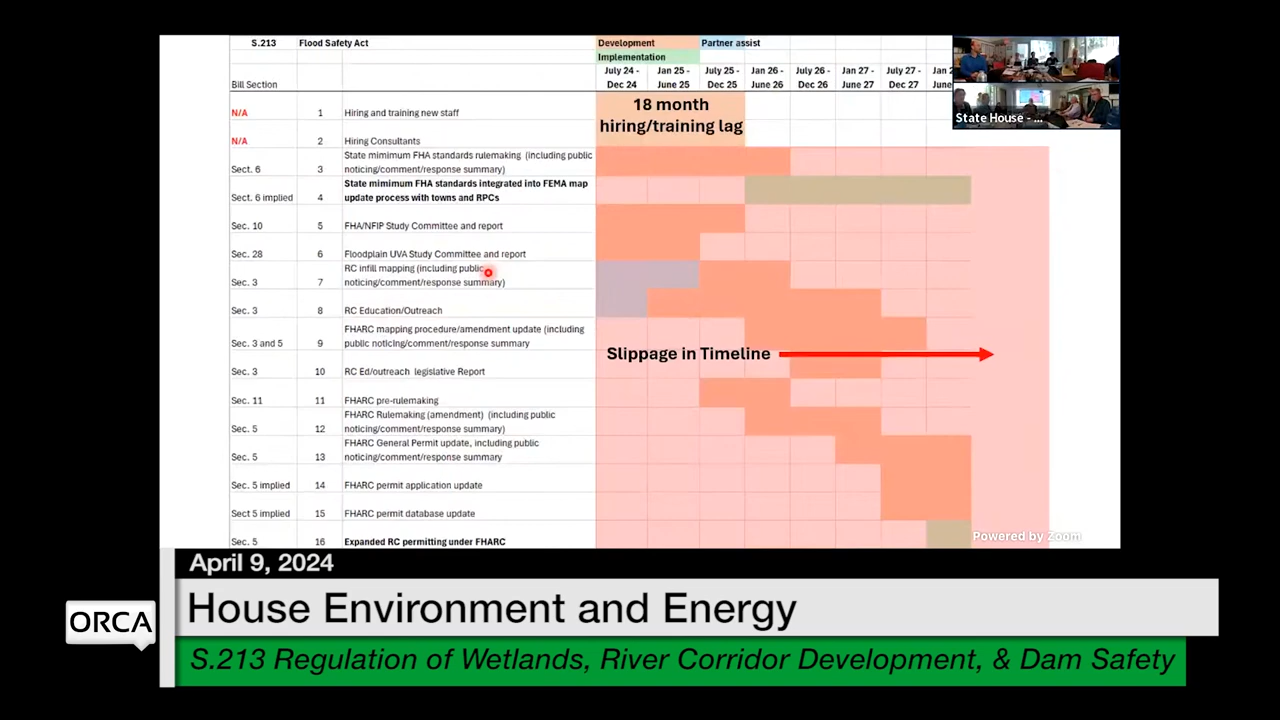 S.213 Flood Safety Act Development Partner assist
Implementation
Bill Section July 24 - Dec 24 Jan 25 - June 25 July 25 - Dec 25 Jan 26 - June 26 July 26 - Dec 26 Jan 27 - June 27 July 27 - Dec 27
N/A 1 Hiring and training new staff
18 month
hiring/training lag
N/A 2 Hiring Consultants
State mimimum FHA standards rulemaking (including public
Sect. 6 3 noticing/comment/response summary)
State mimimum FHA standards integrated into FEMA map
Sect. 6 implied 4 update process with towns and RPCs
Sec. 10 5 FHA/NFIP Study Committee and report
Sec. 28 6 Floodplain UVA Study Committee and report
RC infill mapping (including public
Sec. 3 7 noticing/comment/response summary)
Sec. 3 8 RC Education/Outreach
FHARC mapping procedure/amendment update (including
Sec. 3 and 5 9 public noticing/comment/response summary
Slippage in Timeline
Sec. 3 10 RC Ed/outreach legislative Report
Sec. 11 11 FHARC pre-rulemaking
FHARC Rulemaking (amendment) (including public
Sec. 5 12 noticing/comment/response summary)
FHARC General Permit update, including public
Sec. 5 13 noticing/comment/response summary
Sec. 5 implied 14 FHARC permit application update
Sect 5 implied 15 FHARC permit database update
Sec. 5 16 Expanded RC permitting under FHARC
State House - ...
Powered by Zoom
April 9, 2024
ORCA
House Environment and Energy
S.213 Regulation of Wetlands, River Corridor Development, & Dam Safety